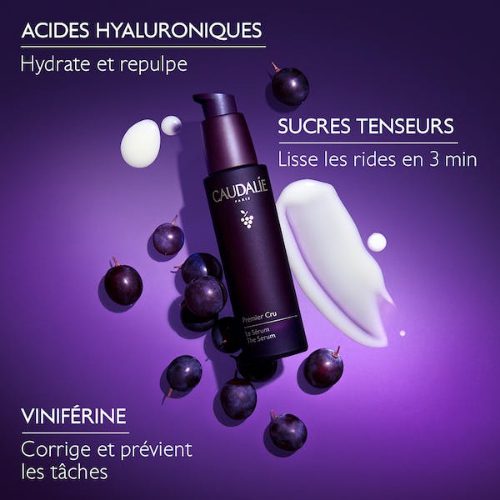 ACIDES HYALURONIQUES
Hydrate et repulpe
SUCRES TENSEURS
Lisse les rides en 3 min
CAUDALIE
PARIS
Premier Cru
Le Sérum
The Serum
VINIFÉRINE
Corrige et prévient
les tâches